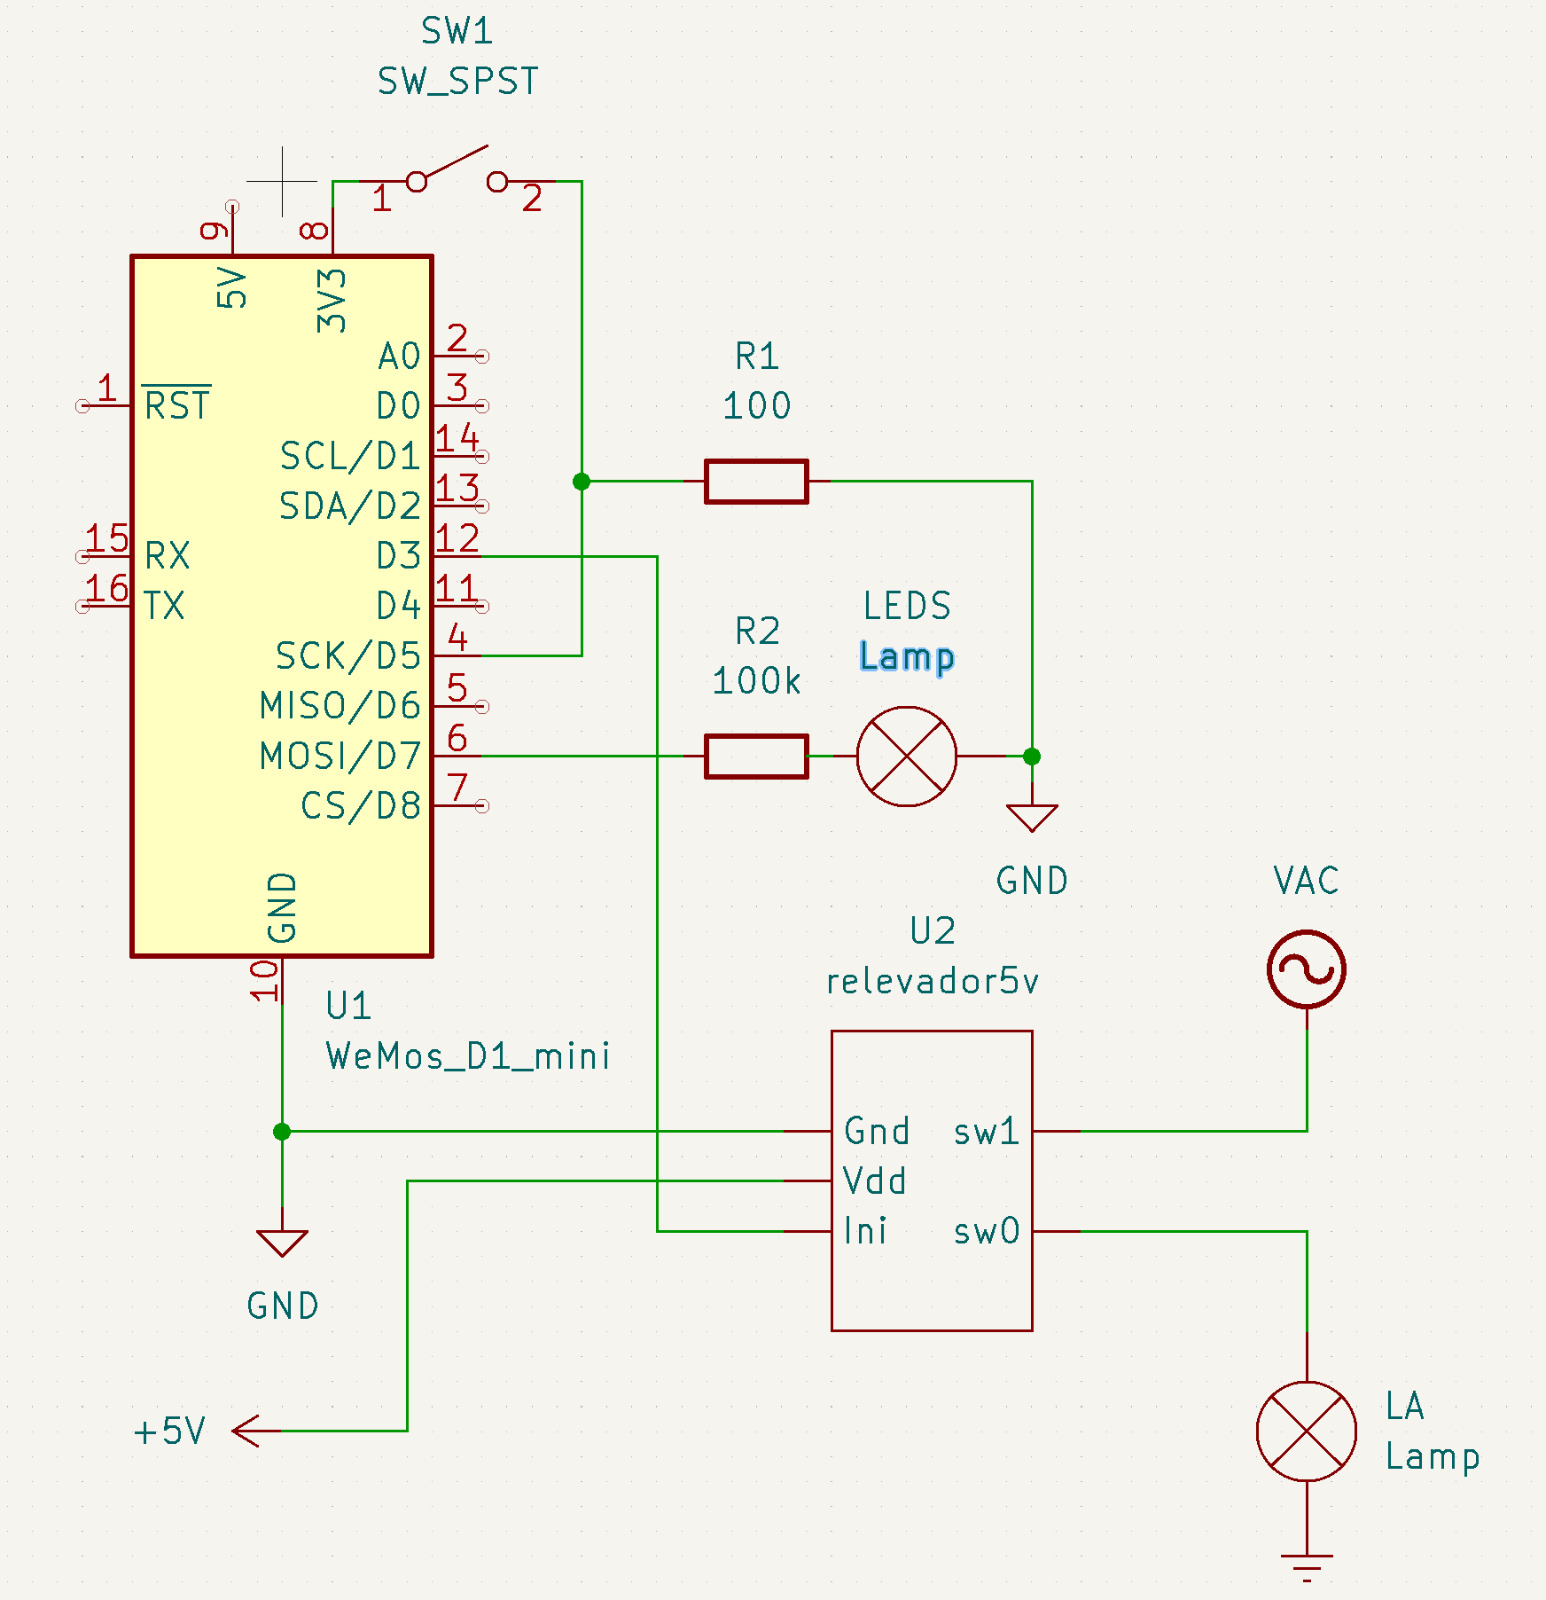 SW1
SW_SPST
1
2
9
8
5V
3V3
A0
2
1
RST
D0
3
SCL/D1
14
SDA/D2
13
15
RX
D3
12
16
TX
D4
11
SCK/D5
4
MISO/D6
5
MOSI/D7
6
CS/D8
7
GND
10
U1
WeMos_D1_mini
R1
100
R2
100k
LEDS
Lamp
GND
VAC
U2
relevador5v
Gnd
sw1
Vdd
Ini
sw0
GND
+5V
LA
Lamp